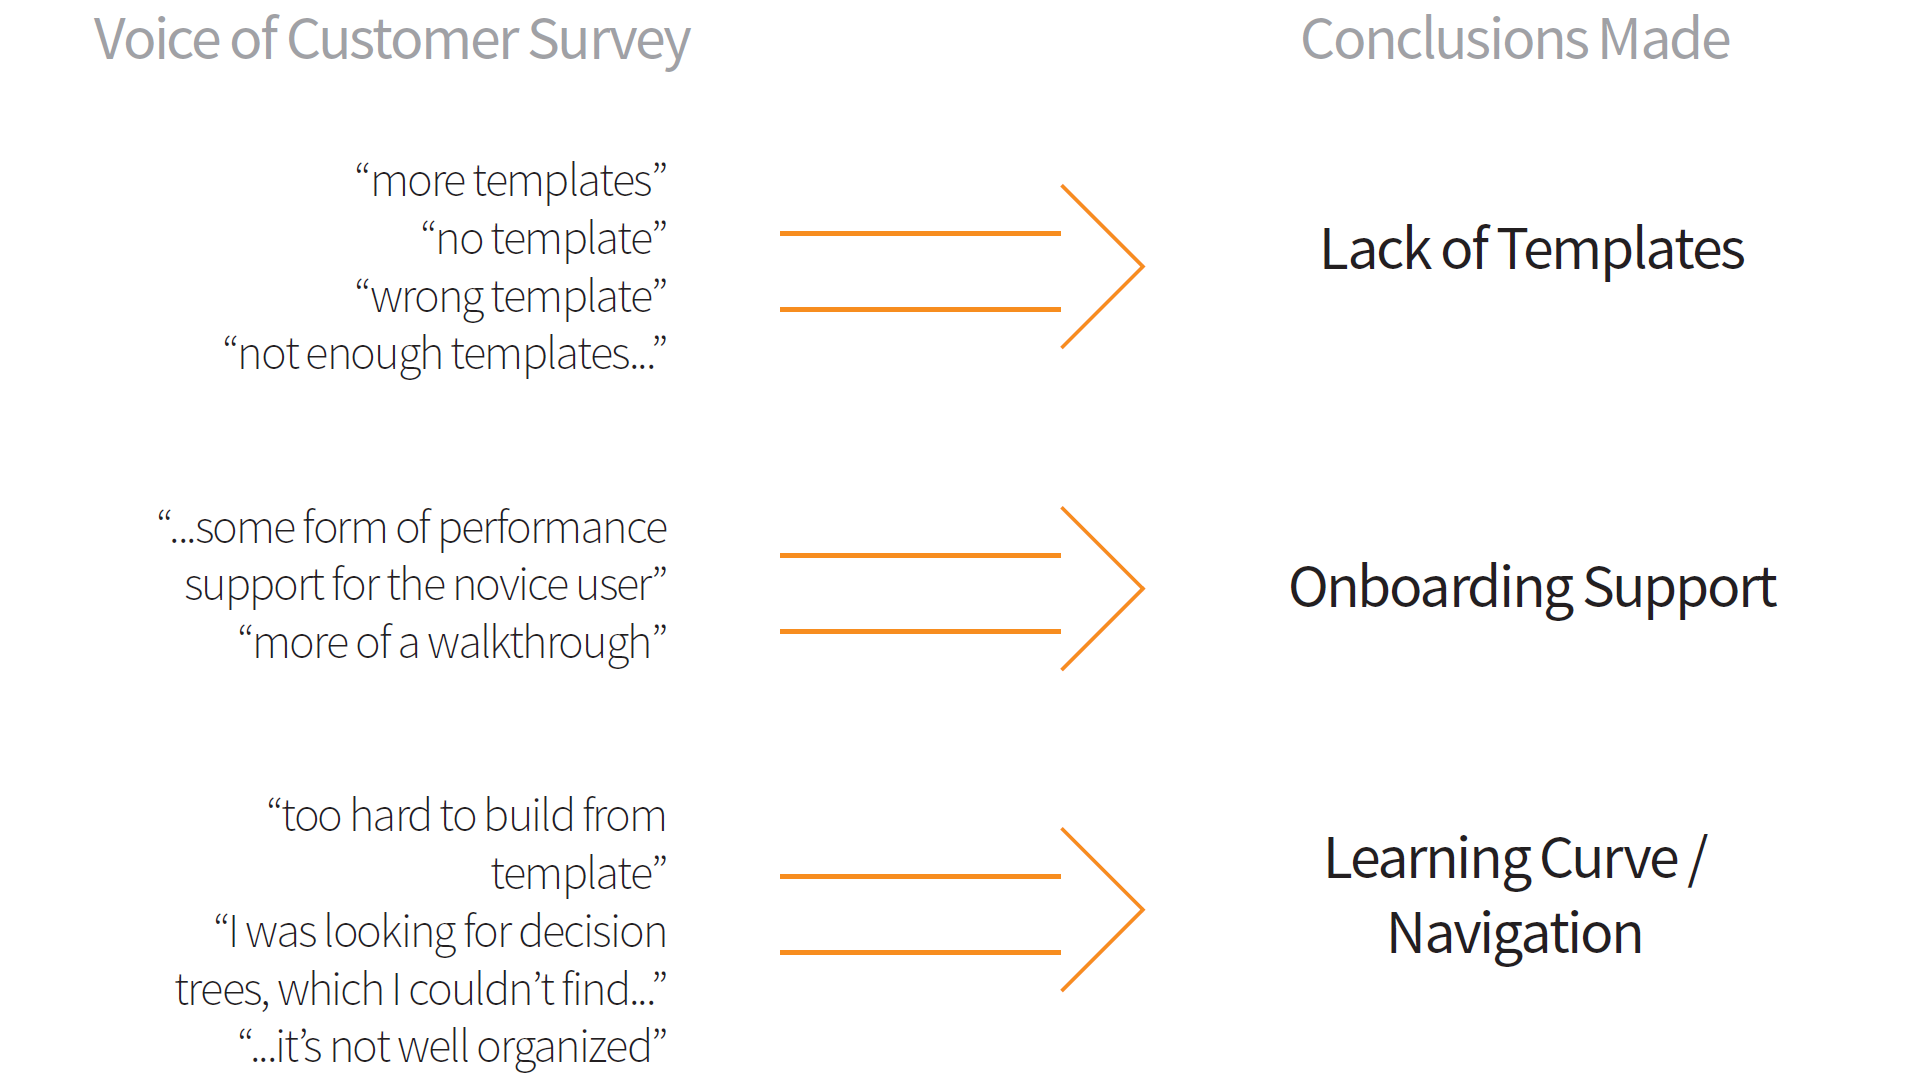 Voice of Customer Survey
Conclusions Made
“more templates”
“no template”
“wrong template”
“not enough templates...”
Lack of Templates
“...some form of performance
support for the novice user”
“more of a walkthrough”
Onboarding Support
“too hard to build from
template”
“I was looking for decision
trees, which I couldn’t find...”
“...it’s not well organized”
Learning Curve /
Navigation